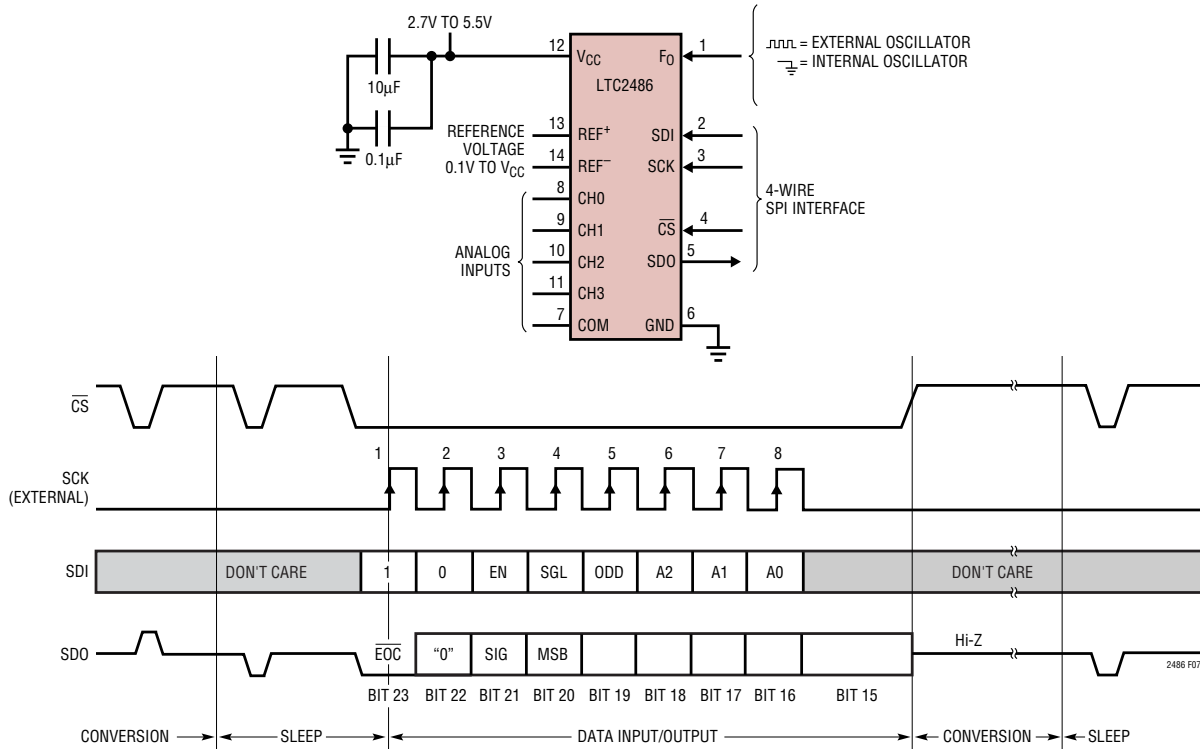 2.7V TO 5.5V
10µF
0.1µF
12
VCC
FO
1
LTC2486
= EXTERNAL OSCILLATOR
= INTERNAL OSCILLATOR
REFERENCE
VOLTAGE
0.1V TO VCC
13
REF+
SDI
2
14
REF−
SCK
3
ANALOG
INPUTS
8
CH0
9
CH1
CS
4
10
CH2
SDO
5
11
CH3
7
COM
GND
6
4-WIRE
SPI INTERFACE
CS
SCK
(EXTERNAL)
1 2 3 4 5 6 7 8
SDI
DON'T CARE 1 0 EN SGL ODD A2 A1 A0 DON'T CARE
SDO
EOC "0" SIG MSB
Hi-Z
2486 F07
BIT 23 BIT 22 BIT 21 BIT 20 BIT 19 BIT 18 BIT 17 BIT 16 BIT 15
CONVERSION SLEEP DATA INPUT/OUTPUT CONVERSION SLEEP